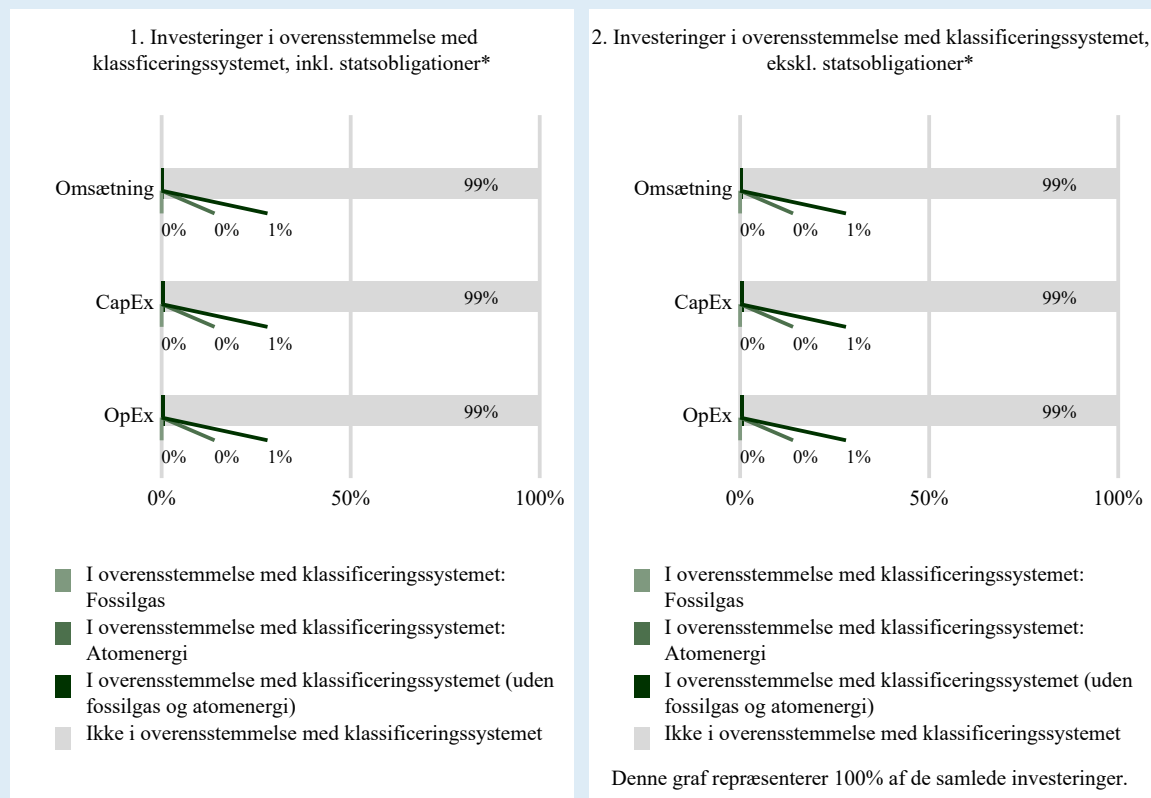 1. Investeringer i overensstemmelse med
klassficeringssystemet, inkl. statsobligationer*
Omsætning
99%
0% 0% 1%
CapEx
99%
0% 0% 1%
OpEx
99%
0% 0% 1%
0% 50% 100%
I overensstemmelse med klassificeringssystemet:
Fossilgas
I overensstemmelse med klassificeringssystemet:
Atomenergi
I overensstemmelse med klassificeringssystemet (uden
fossilgas og atomenergi)
Ikke i overensstemmelse med klassificeringssystemet
2. Investeringer i overensstemmelse med klassificeringssystemet,
ekskl. statsobligationer*
Omsætning
99%
0% 0% 1%
CapEx
99%
0% 0% 1%
OpEx
99%
0% 0% 1%
0% 50% 100%
I overensstemmelse med klassificeringssystemet:
Fossilgas
I overensstemmelse med klassificeringssystemet:
Atomenergi
I overensstemmelse med klassificeringssystemet (uden
fossilgas og atomenergi)
Ikke i overensstemmelse med klassificeringssystemet
Denne graf repræsenterer 100% af de samlede investeringer.